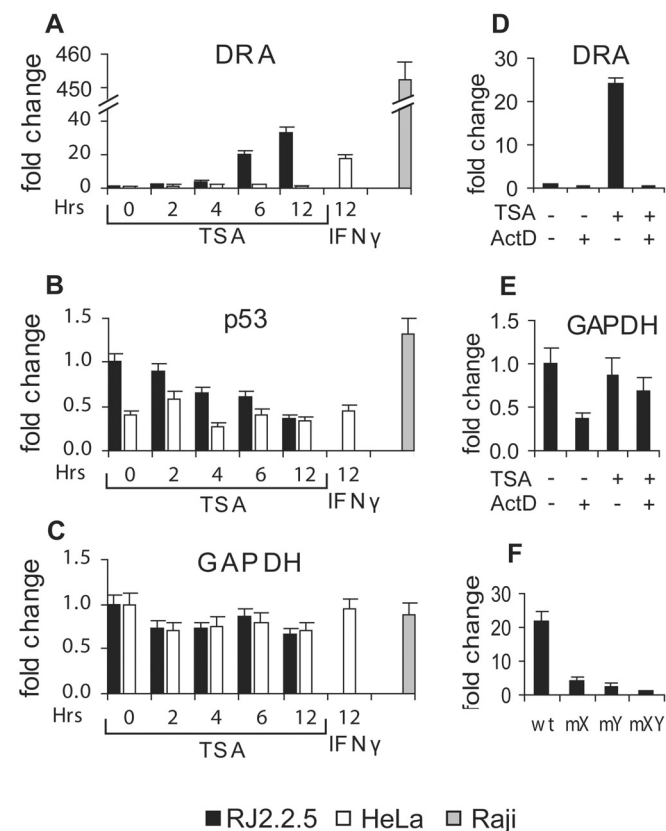 A
DRA
fold change
460
450
40
20
0
Hrs 0 2 4 6 12 12
TSA IFNγ
B
p53
fold change
1.5
1.0
0.5
0.0
Hrs 0 2 4 6 12 12
TSA IFNγ
C
GAPDH
fold change
1.5
1.0
0.5
0.0
Hrs 0 2 4 6 12 12
TSA IFNγ
D
DRA
fold change
30
20
10
0
TSA - - + +
ActD - + - +
E
GAPDH
fold change
1.5
1.0
0.5
0.0
TSA - - + +
ActD - + - +
F
fold change
30
20
10
0
wt mX mY mXY
RJ2.2.5 HeLa Raji